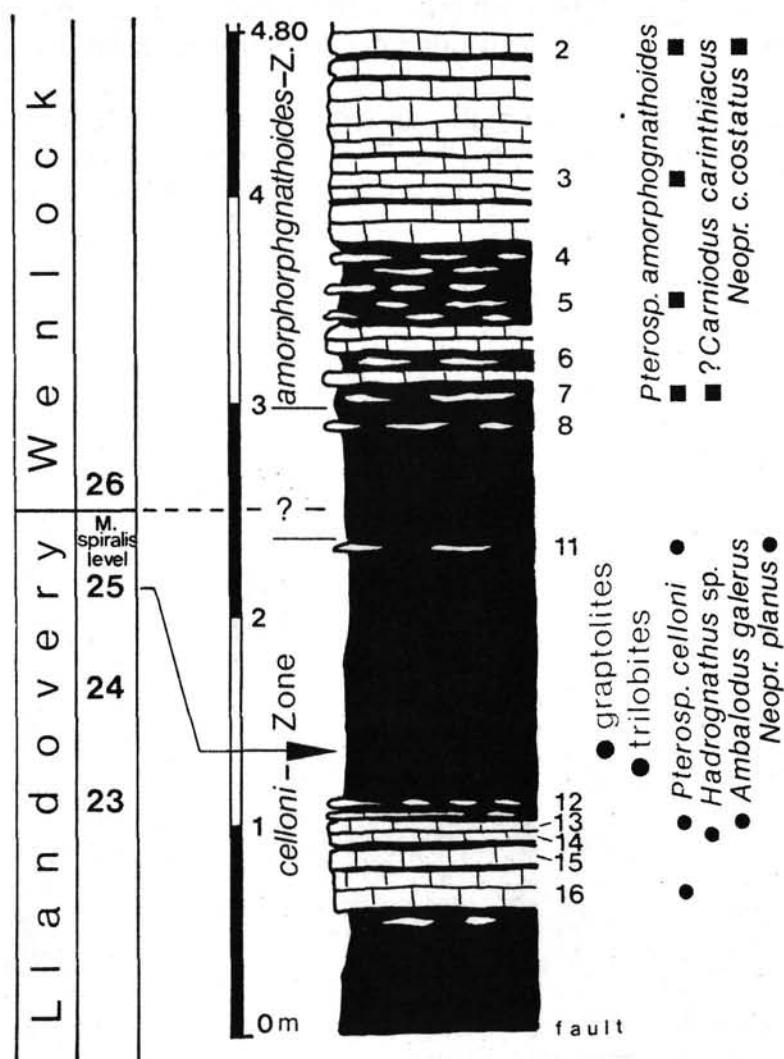 Wenlock
Llandovery
26
M.
spiralis
level
25
24
23
4.80
4
3
2
1
0m
amorphorphgnathoides–Z.
?
celloni – Zone
2
3
4
5
6
7
8
11
12
13
14
15
16
fault
Pterosp. amorphognathoides
?Carniodus carinthiacus
Neopr. c. costatus
graptolites
trilobites
Pterosp. celloni
Hadrognathus sp.
Ambalodus galerus
Neopr. planus